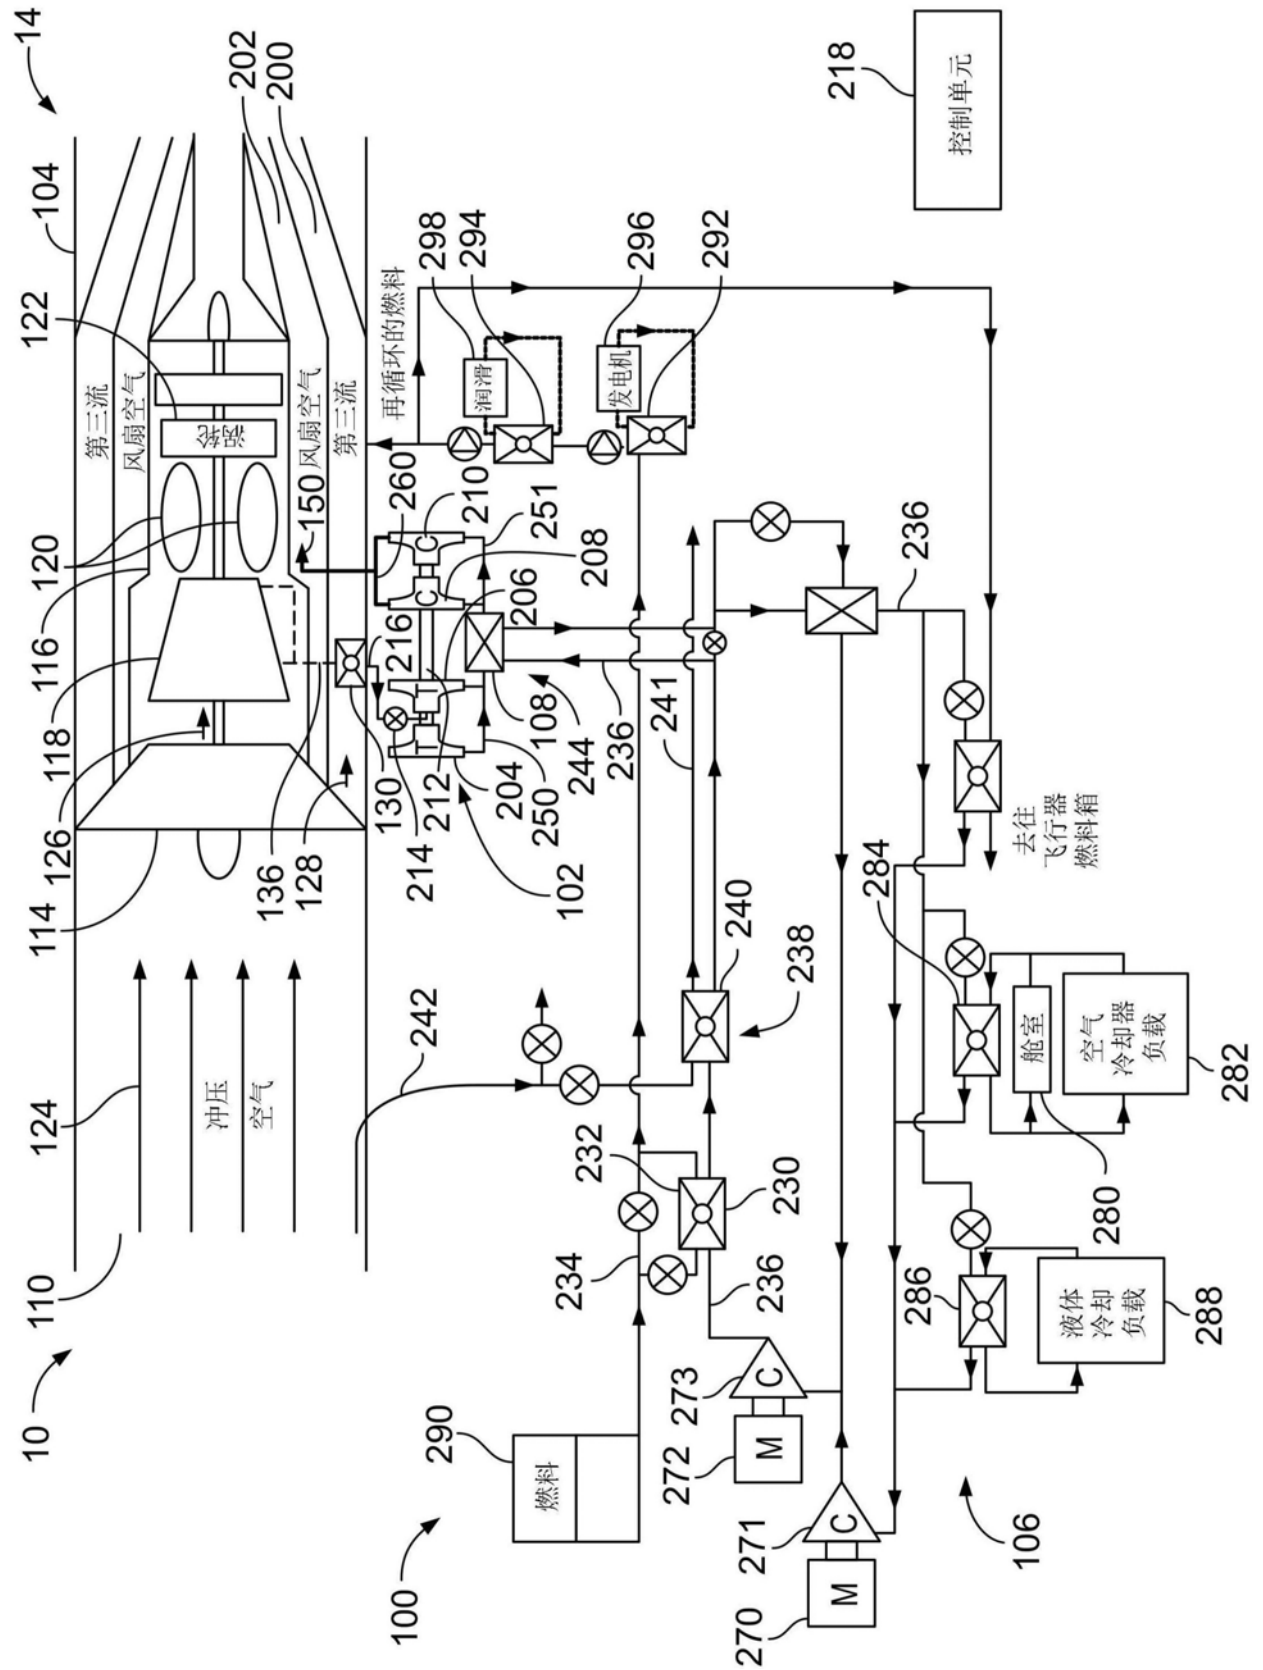 10
110
124
114
118
126
116
120
122
104
14
第三流
风扇空气
涡轮
风扇空气
第三流
冲压
空气
202
200
136
128
150
130
216
260
再循环的燃料
100
242
214
212
290
燃料
204
206
210
298
润滑
250
108
208
251
294
102
244
234
232
236
241
发电机
296
292
272
M
273
C
236
230
240
238
270
M
271
C
284
236
218
控制单元
286
106
液体
冷却
负载
288
280
舱室
空气
冷却器
负载
282
去往
飞行器
燃料箱
T
T
C
C